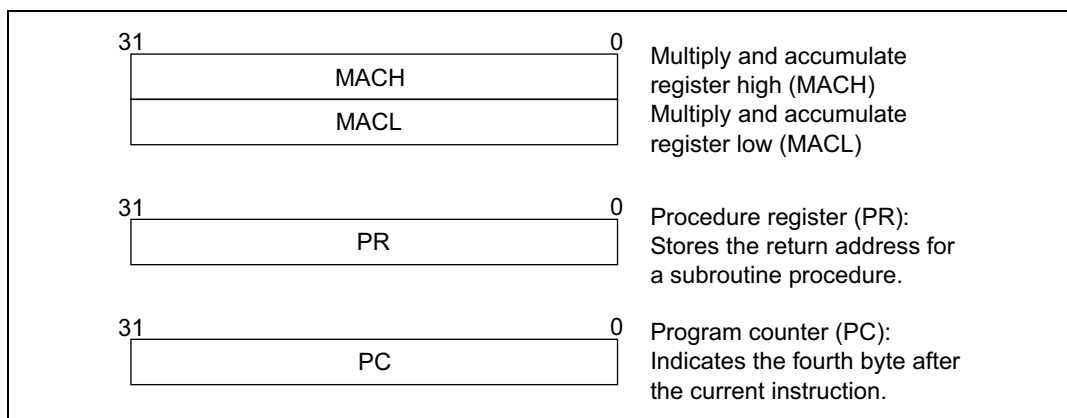 31 0
MACH
MACL
Multiply and accumulate
register high (MACH)
Multiply and accumulate
register low (MACL)
31 0
PR
Procedure register (PR):
Stores the return address for
a subroutine procedure.
31 0
PC
Program counter (PC):
Indicates the fourth byte after
the current instruction.